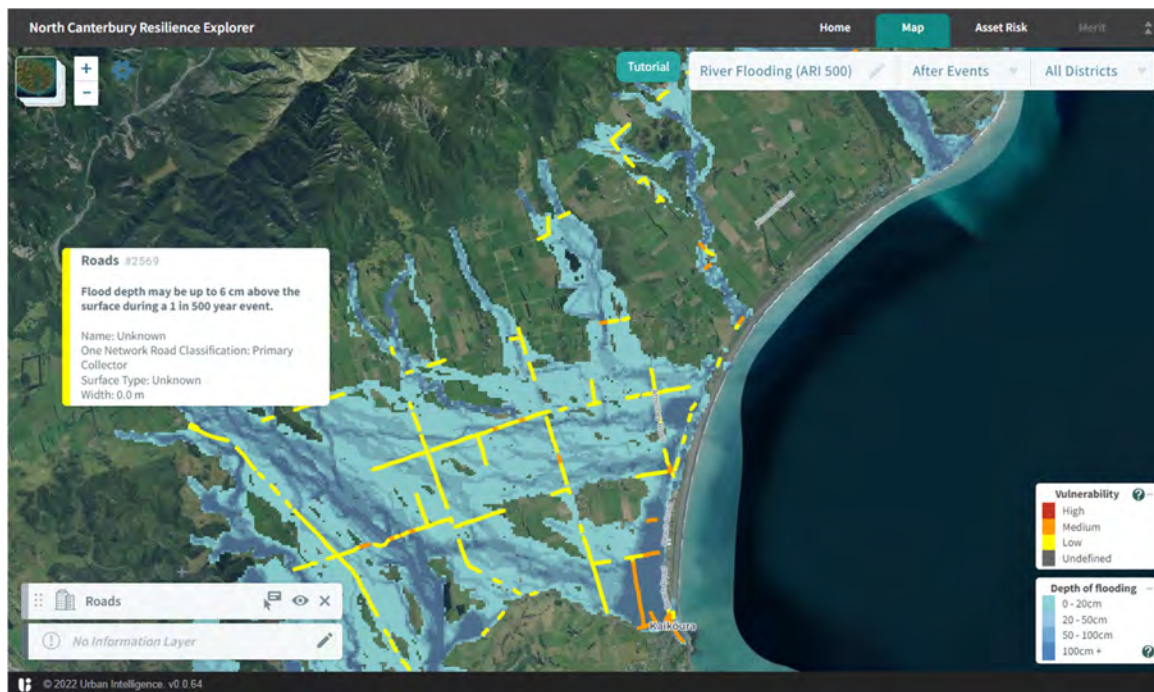 North Canterbury Resilience Explorer
Home
Map
Asset Risk
Merit
+
−
Tutorial
River Flooding (ARI 500)
After Events
All Districts
Roads #2569
Flood depth may be up to 6 cm above the
surface during a 1 in 500 year event.
Name: Unknown
One Network Road Classification: Primary
Collector
Surface Type: Unknown
Width: 0.0 m
Kaikōura
Vulnerability ?
High
Medium
Low
Undefined
Depth of flooding
0 - 20cm
20 - 50cm
50 - 100cm
100cm + ?
Roads
No Information Layer
© 2022 Urban Intelligence. v0.0.64